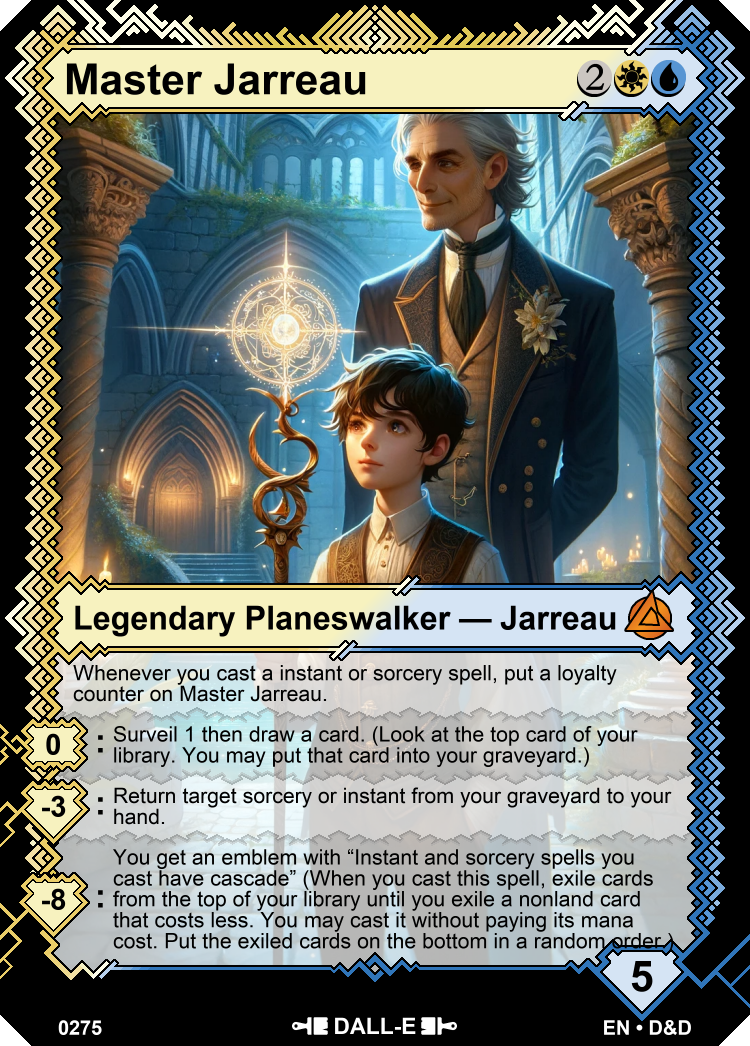 Master Jarreau
2
Legendary Planeswalker — Jarreau
Whenever you cast a instant or sorcery spell, put a loyalty
counter on Master Jarreau.
0 : Surveil 1 then draw a card. (Look at the top card of your
library. You may put that card into your graveyard.)
-3 : Return target sorcery or instant from your graveyard to your
hand.
You get an emblem with “Instant and sorcery spells you
cast have cascade” (When you cast this spell, exile cards
-8 : from the top of your library until you exile a nonland card
that costs less. You may cast it without paying its mana
cost. Put the exiled cards on the bottom in a random order.)
5
0275
DALL-E
EN • D&D